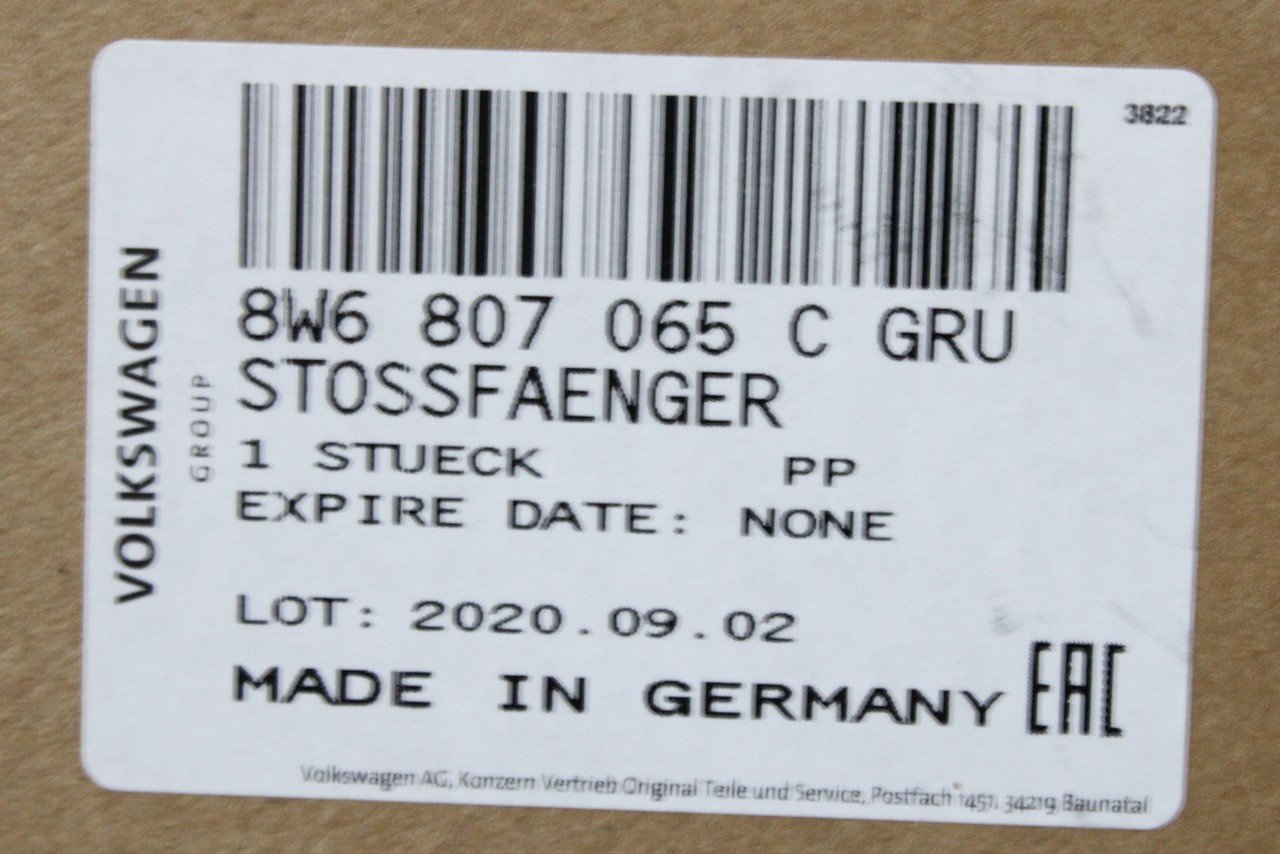 3822
8W6 807 065 C GRU
STOSSFAENGER
1 STUECK PP
EXPIRE DATE: NONE
LOT: 2020.09.02
MADE IN GERMANY EAC
Volkswagen AG, Konzern Vertrieb Original Teile und Service, Postfach 1451, 34219 Baunatal
VOLKSWAGEN
GROUP